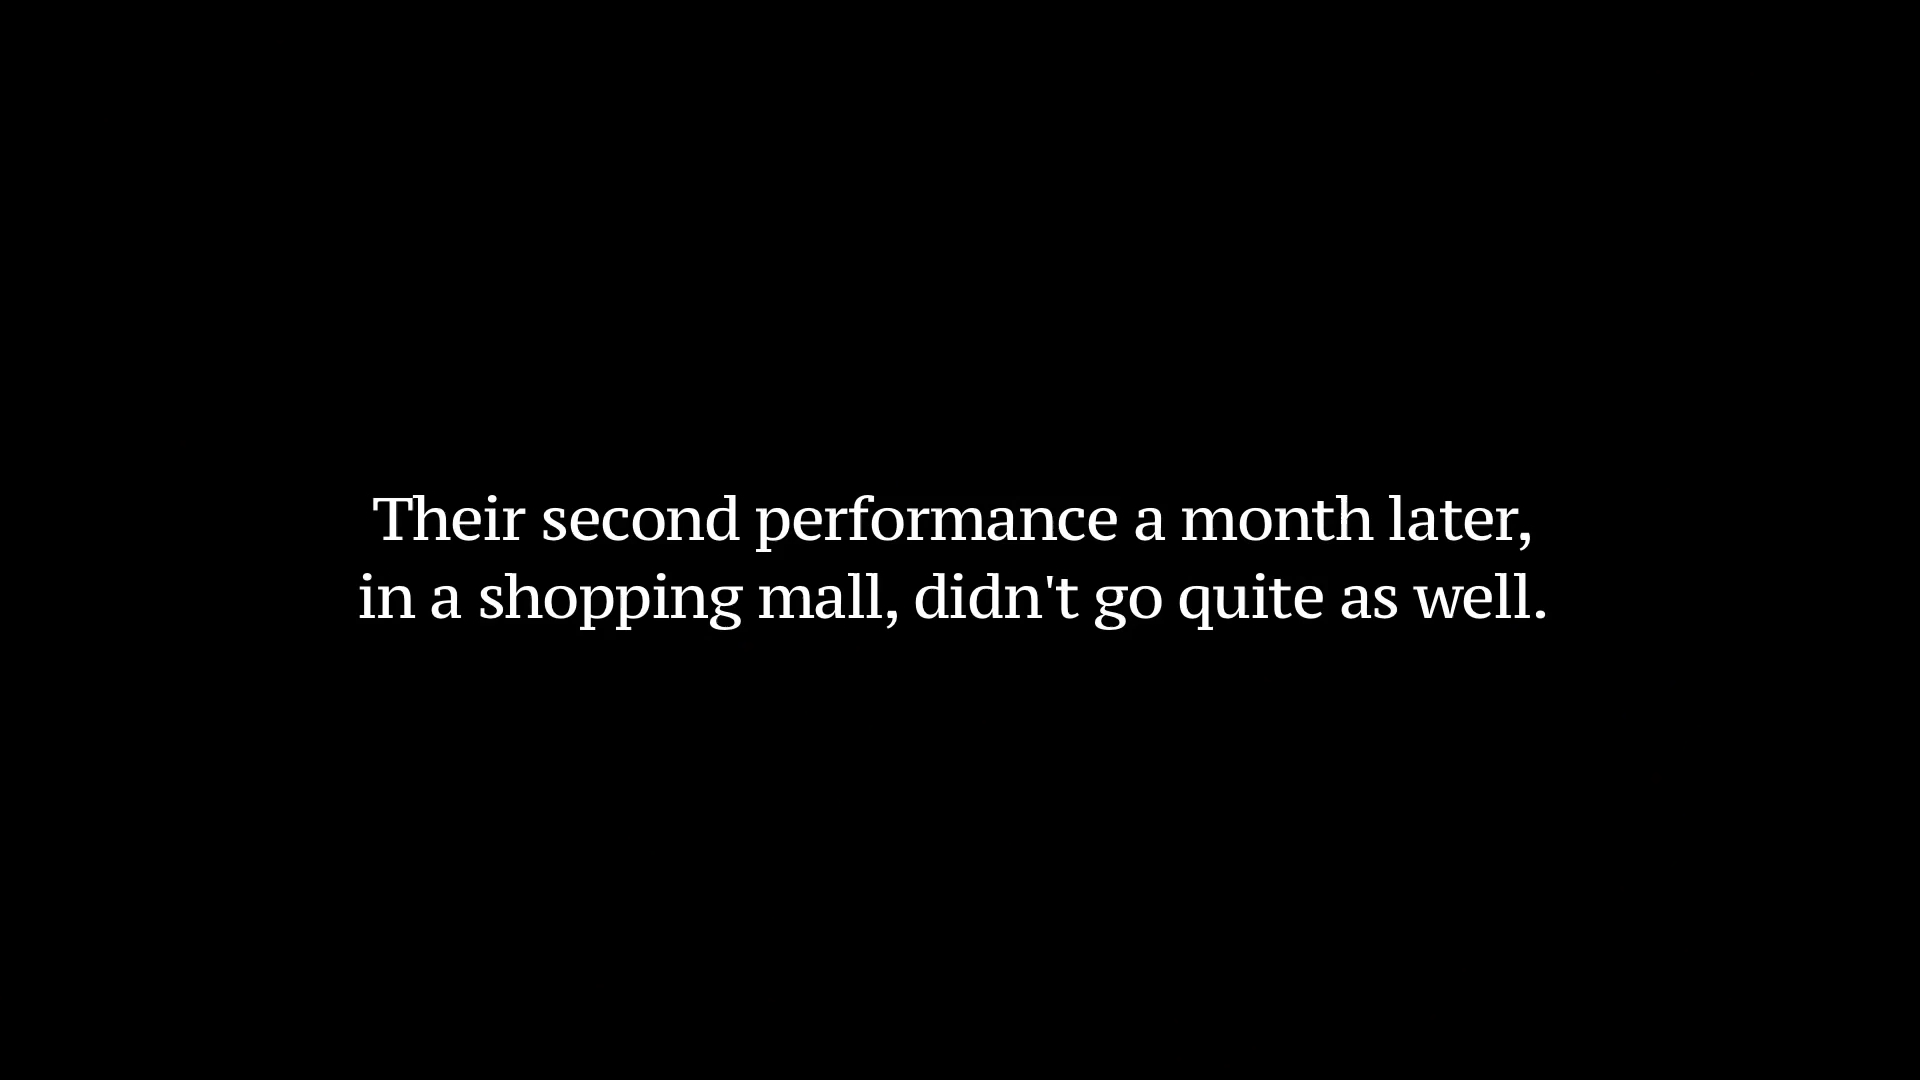 Their second performance a month later,
in a shopping mall, didn't go quite as well.